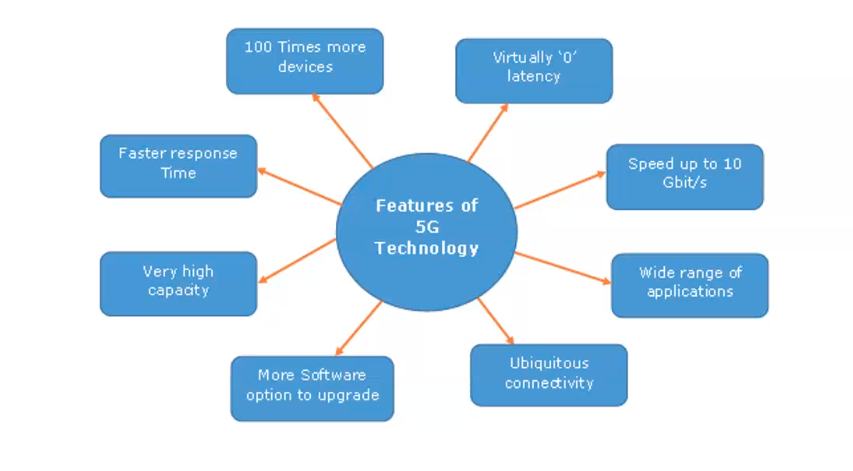 100 Times more
devices
Virtually ‘0’
latency
Faster response
Time
Speed up to 10
Gbit/s
Features of
5G
Technology
Very high
capacity
Wide range of
applications
More Software
option to upgrade
Ubiquitous
connectivity